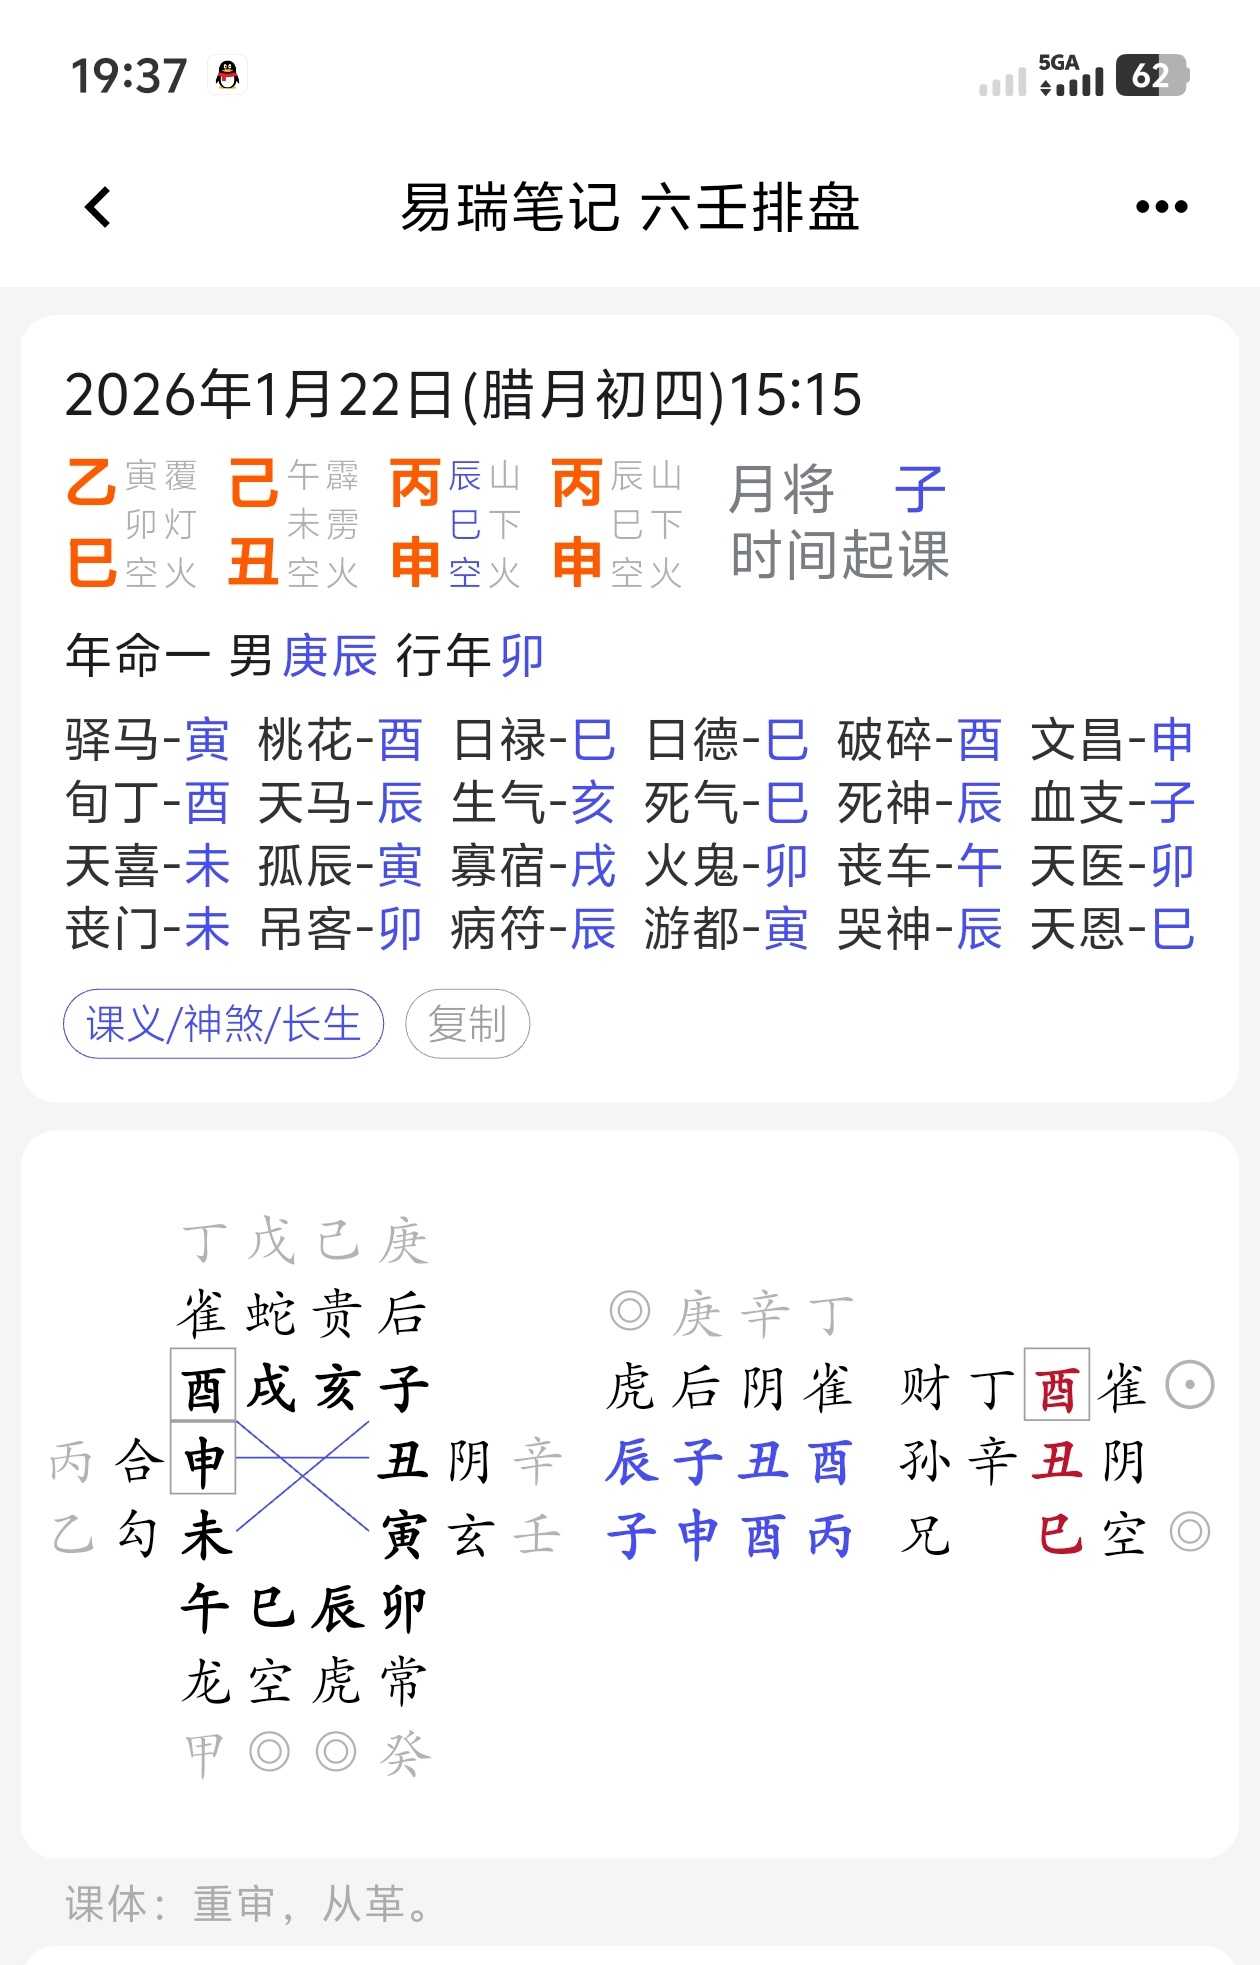 19:37 5GA 62
易瑞笔记 六壬排盘
2026年1月22日(腊月初四)15:15
乙 寅覆 己 午霹 丙 辰山 丙 辰山 月将 子
卯灯 未雳 巳下 巳下 时间起课
巳 空火 丑 空火 申 空火 申 空火
年命一 男庚辰 行年卯
驿马-寅 桃花-酉 日禄-巳 日德-巳 破碎-酉 文昌-申
旬丁-酉 天马-辰 生气-亥 死气-巳 死神-辰 血支-子
天喜-未 孤辰-寅 寡宿-戌 火鬼-卯 丧车-午 天医-卯
丧门-未 吊客-卯 病符-辰 游都-寅 哭神-辰 天恩-巳
课义/神煞/长生 复制
丁戊己庚
雀蛇贵后 ◎庚辛丁
酉戌亥子 虎后阴雀 财丁酉雀⊙
丙合申 丑阴辛 辰子丑酉 孙辛丑阴
乙勾未 寅玄壬 子申酉丙 兄 巳空◎
午巳辰卯
龙空虎常
甲◎◎癸
课体：重审，从革。